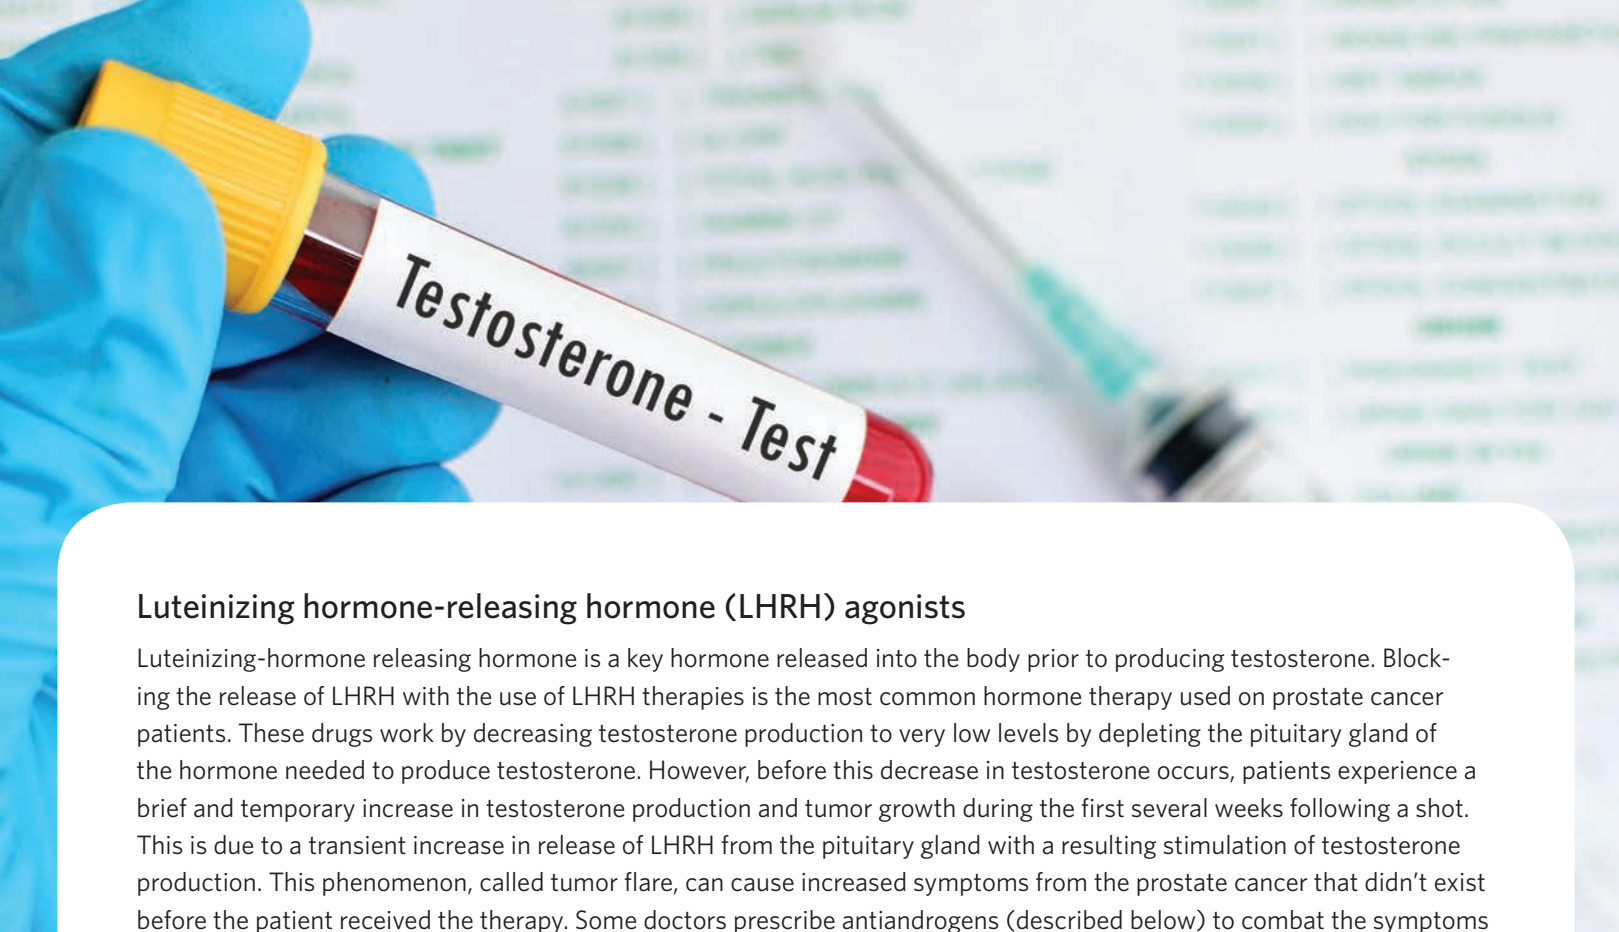 Testosterone - Test
Luteinizing hormone-releasing hormone (LHRH) agonists
Luteinizing-hormone releasing hormone is a key hormone released into the body prior to producing testosterone. Block-
ing the release of LHRH with the use of LHRH therapies is the most common hormone therapy used on prostate cancer
patients. These drugs work by decreasing testosterone production to very low levels by depleting the pituitary gland of
the hormone needed to produce testosterone. However, before this decrease in testosterone occurs, patients experience a
brief and temporary increase in testosterone production and tumor growth during the first several weeks following a shot.
This is due to a transient increase in release of LHRH from the pituitary gland with a resulting stimulation of testosterone
production. This phenomenon, called tumor flare, can cause increased symptoms from the prostate cancer that didn’t exist
before the patient received the therapy. Some doctors prescribe antiandrogens (described below) to combat the symptoms